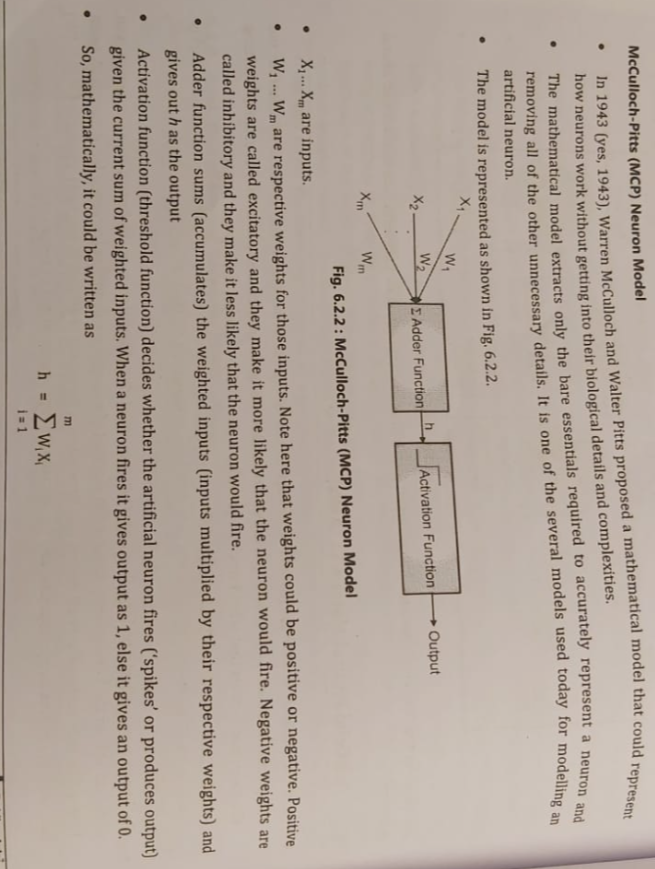 McCulloch-Pitts (MCP) Neuron Model
• In 1943 (yes, 1943), Warren McCulloch and Walter Pitts proposed a mathematical model that could represent
how neurons work without getting into their biological details and complexities.
• The mathematical model extracts only the bare essentials required to accurately represent a neuron and
removing all of the other unnecessary details. It is one of the several models used today for modelling an
artificial neuron.
• The model is represented as shown in Fig. 6.2.2.
X₁
W₁
X₂
W₂
Xₘ
Wₘ
Σ Adder Function
h
Activation Function
Output
Fig. 6.2.2 : McCulloch-Pitts (MCP) Neuron Model
• X₁... Xₘ are inputs.
• W₁ ... Wₘ are respective weights for those inputs. Note here that weights could be positive or negative. Positive
weights are called excitatory and they make it more likely that the neuron would fire. Negative weights are
called inhibitory and they make it less likely that the neuron would fire.
• Adder function sums (accumulates) the weighted inputs (inputs multiplied by their respective weights) and
gives out h as the output
• Activation function (threshold function) decides whether the artificial neuron fires ('spikes' or produces output)
given the current sum of weighted inputs. When a neuron fires it gives output as 1, else it gives an output of 0.
• So, mathematically, it could be written as
m
h = Σ WᵢXᵢ
i = 1